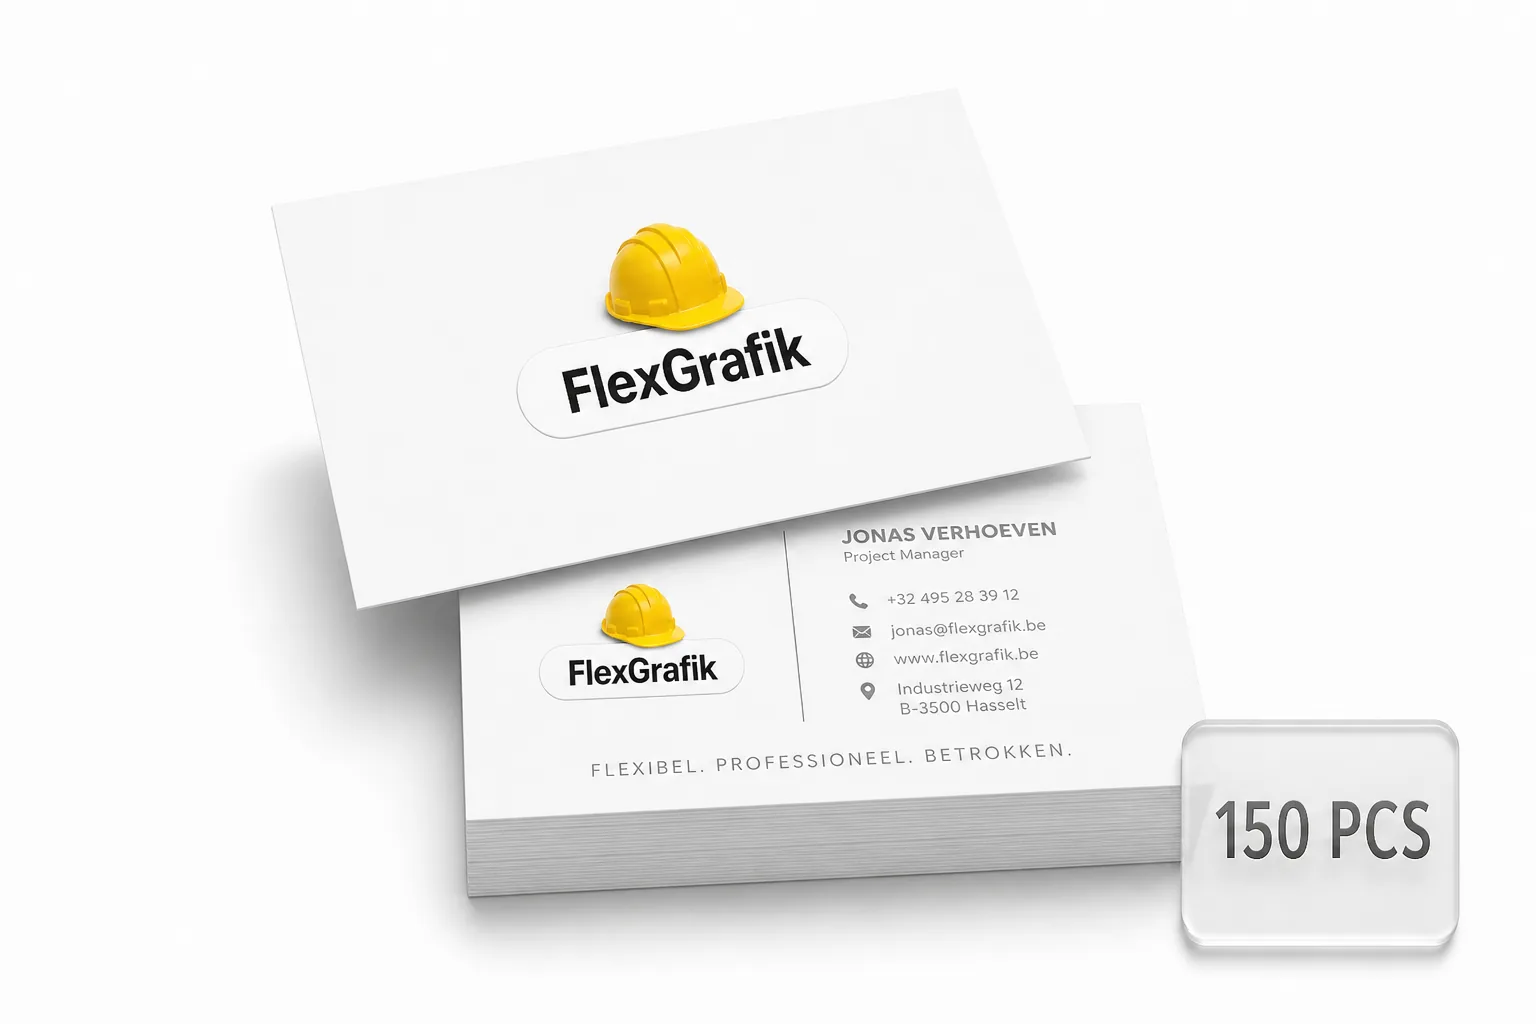 FlexGrafik
JONAS VERHOEVEN
Project Manager
+32 495 28 39 12
jonas@flexgrafik.be
www.flexgrafik.be
Industrieweg 12
B-3500 Hasselt
FlexGrafik
FLEXIBEL. PROFESSIONEEL. BETROKKEN.
150 PCS